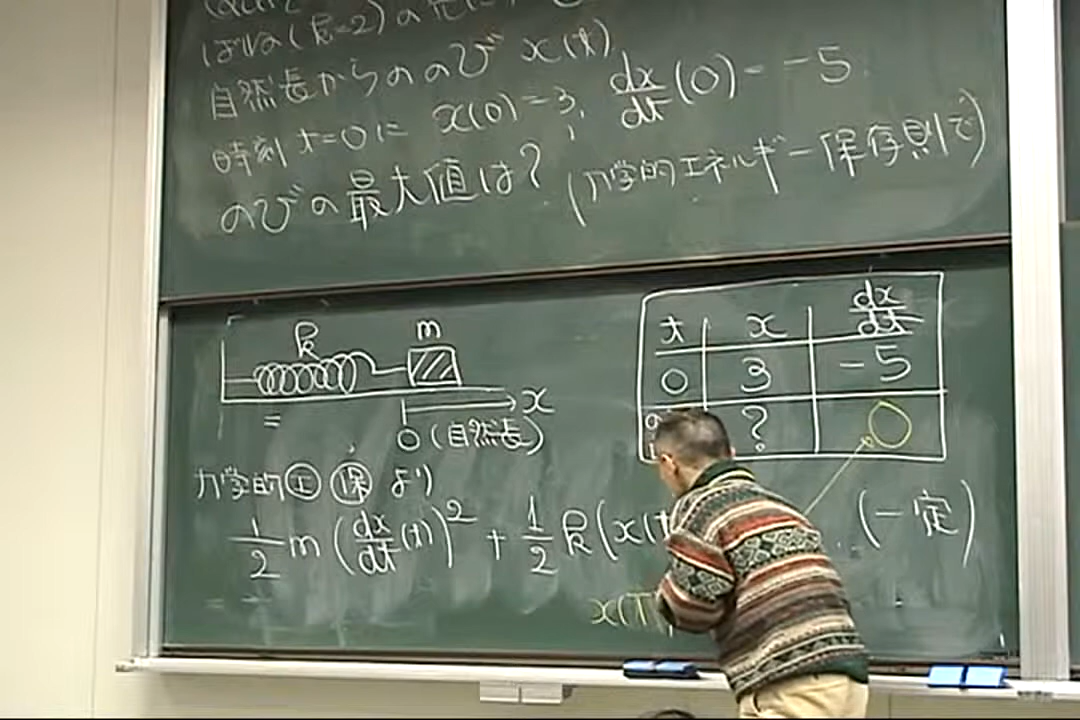 ばね(k=2)の
自然長からののび x(t)
時刻 t=0に x(0)=3, dx/dt(0)=-5
のびの最大値は? (力学的エネルギー保存則で)
k m
0 (自然長) x
t x dx/dt
0 3 -5
? 0
力学的エ保より
1/2 m (dx/dt(t))^2 + 1/2 k(x(t (一定)
x(T